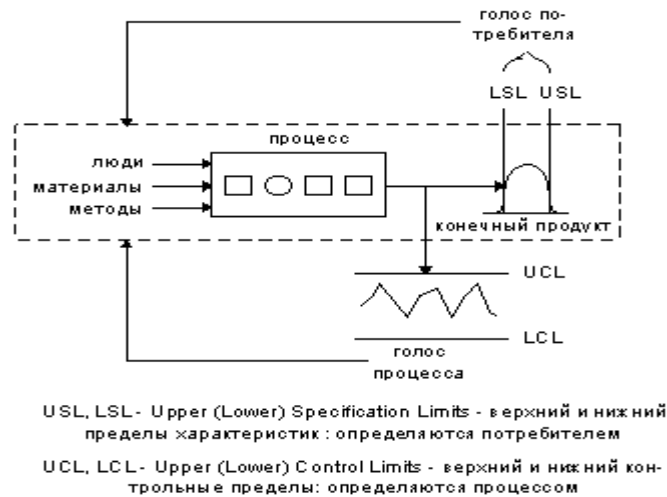 голос по-
требителя
LSL USL
процесс
люди
материалы
методы
конечный продукт
UCL
LCL
голос
процесса
USL, LSL - Upper (Lower) Specification Limits - верхний и нижний
пределы характеристик : определяются потребителем
UCL, LCL - Upper (Lower) Control Limits - верхний и нижний кон-
трольные пределы: определяются процессом